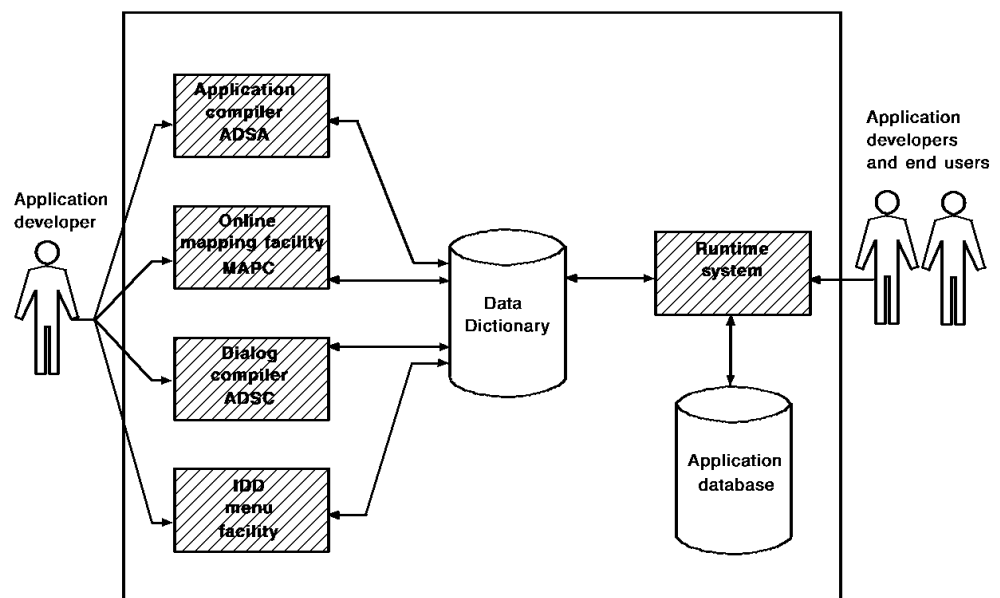 Application
developer
Application
compiler
ADSA
Online
mapping facility
MAPC
Dialog
compiler
ADSC
IDD
menu
facility
Data
Dictionary
Runtime
system
Application
database
Application
developers
and end users